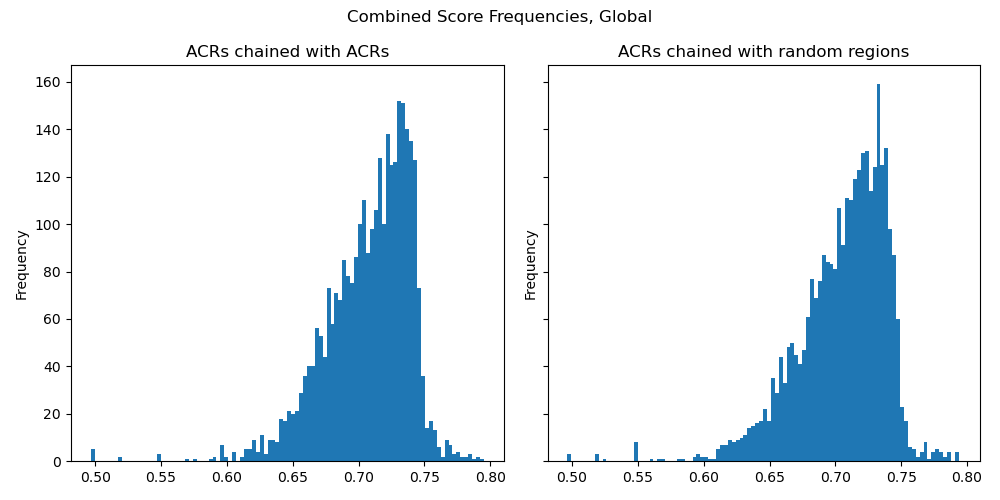 Combined Score Frequencies, Global
ACRs chained with ACRs
Frequency
160
140
120
100
80
60
40
20
0
0.50 0.55 0.60 0.65 0.70 0.75 0.80
ACRs chained with random regions
Frequency
0.50 0.55 0.60 0.65 0.70 0.75 0.80